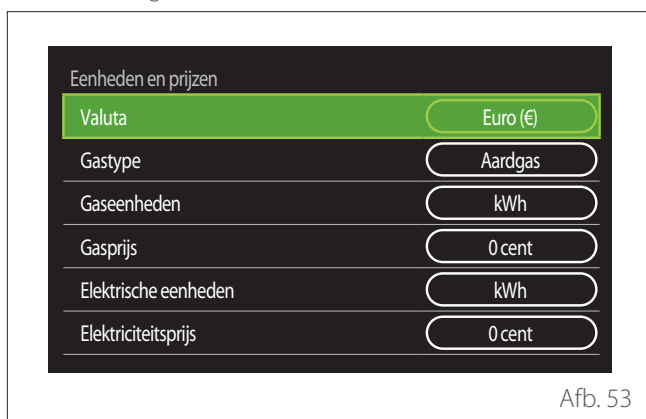 Eenheden en prijzen
Valuta Euro (€)
Gastype Aardgas
Gaseenheden kWh
Gasprijs 0 cent
Elektrische eenheden kWh
Elektriciteitsprijs 0 cent
Afb. 53